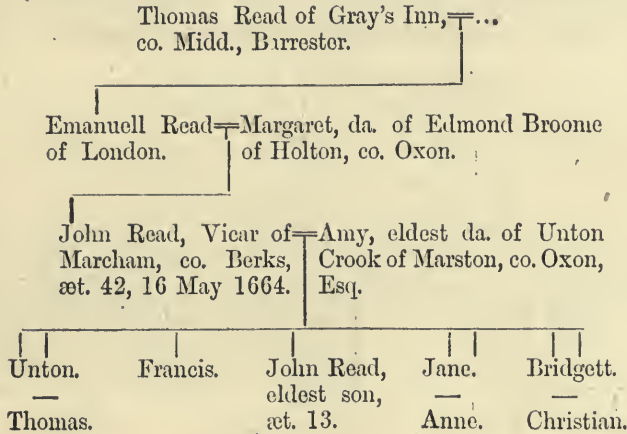 Thomas Read of Gray's Inn, ...
co. Midd., Barrester.
Emanuell Read
of London.
Margaret, da. of Edmond Broome
of Holton, co. Oxon.
John Read, Vicar of
Marcham, co. Berks,
æt. 42, 16 May 1664.
Amy, eldest da. of Unton
Crook of Marston, co. Oxon,
Esq.
Unton.
—
Thomas.
Francis.
John Read,
eldest son,
æt. 13.
Jane.
—
Anne.
Bridgett.
—
Christian.